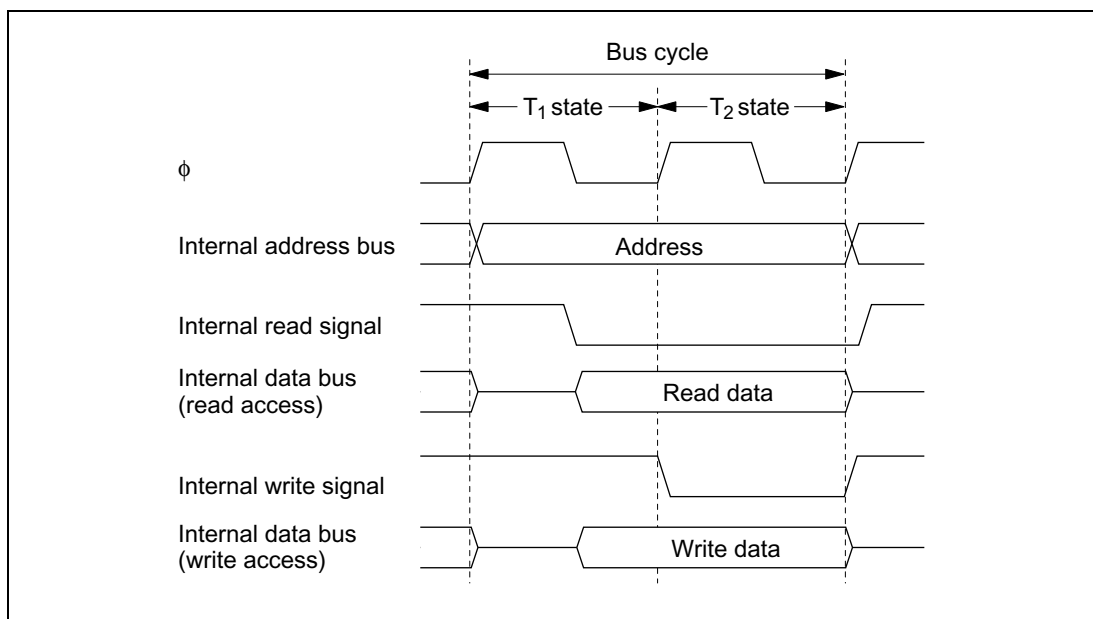 Bus cycle
T1 state
T2 state
ϕ
Internal address bus
Address
Internal read signal
Internal data bus
(read access)
Read data
Internal write signal
Internal data bus
(write access)
Write data